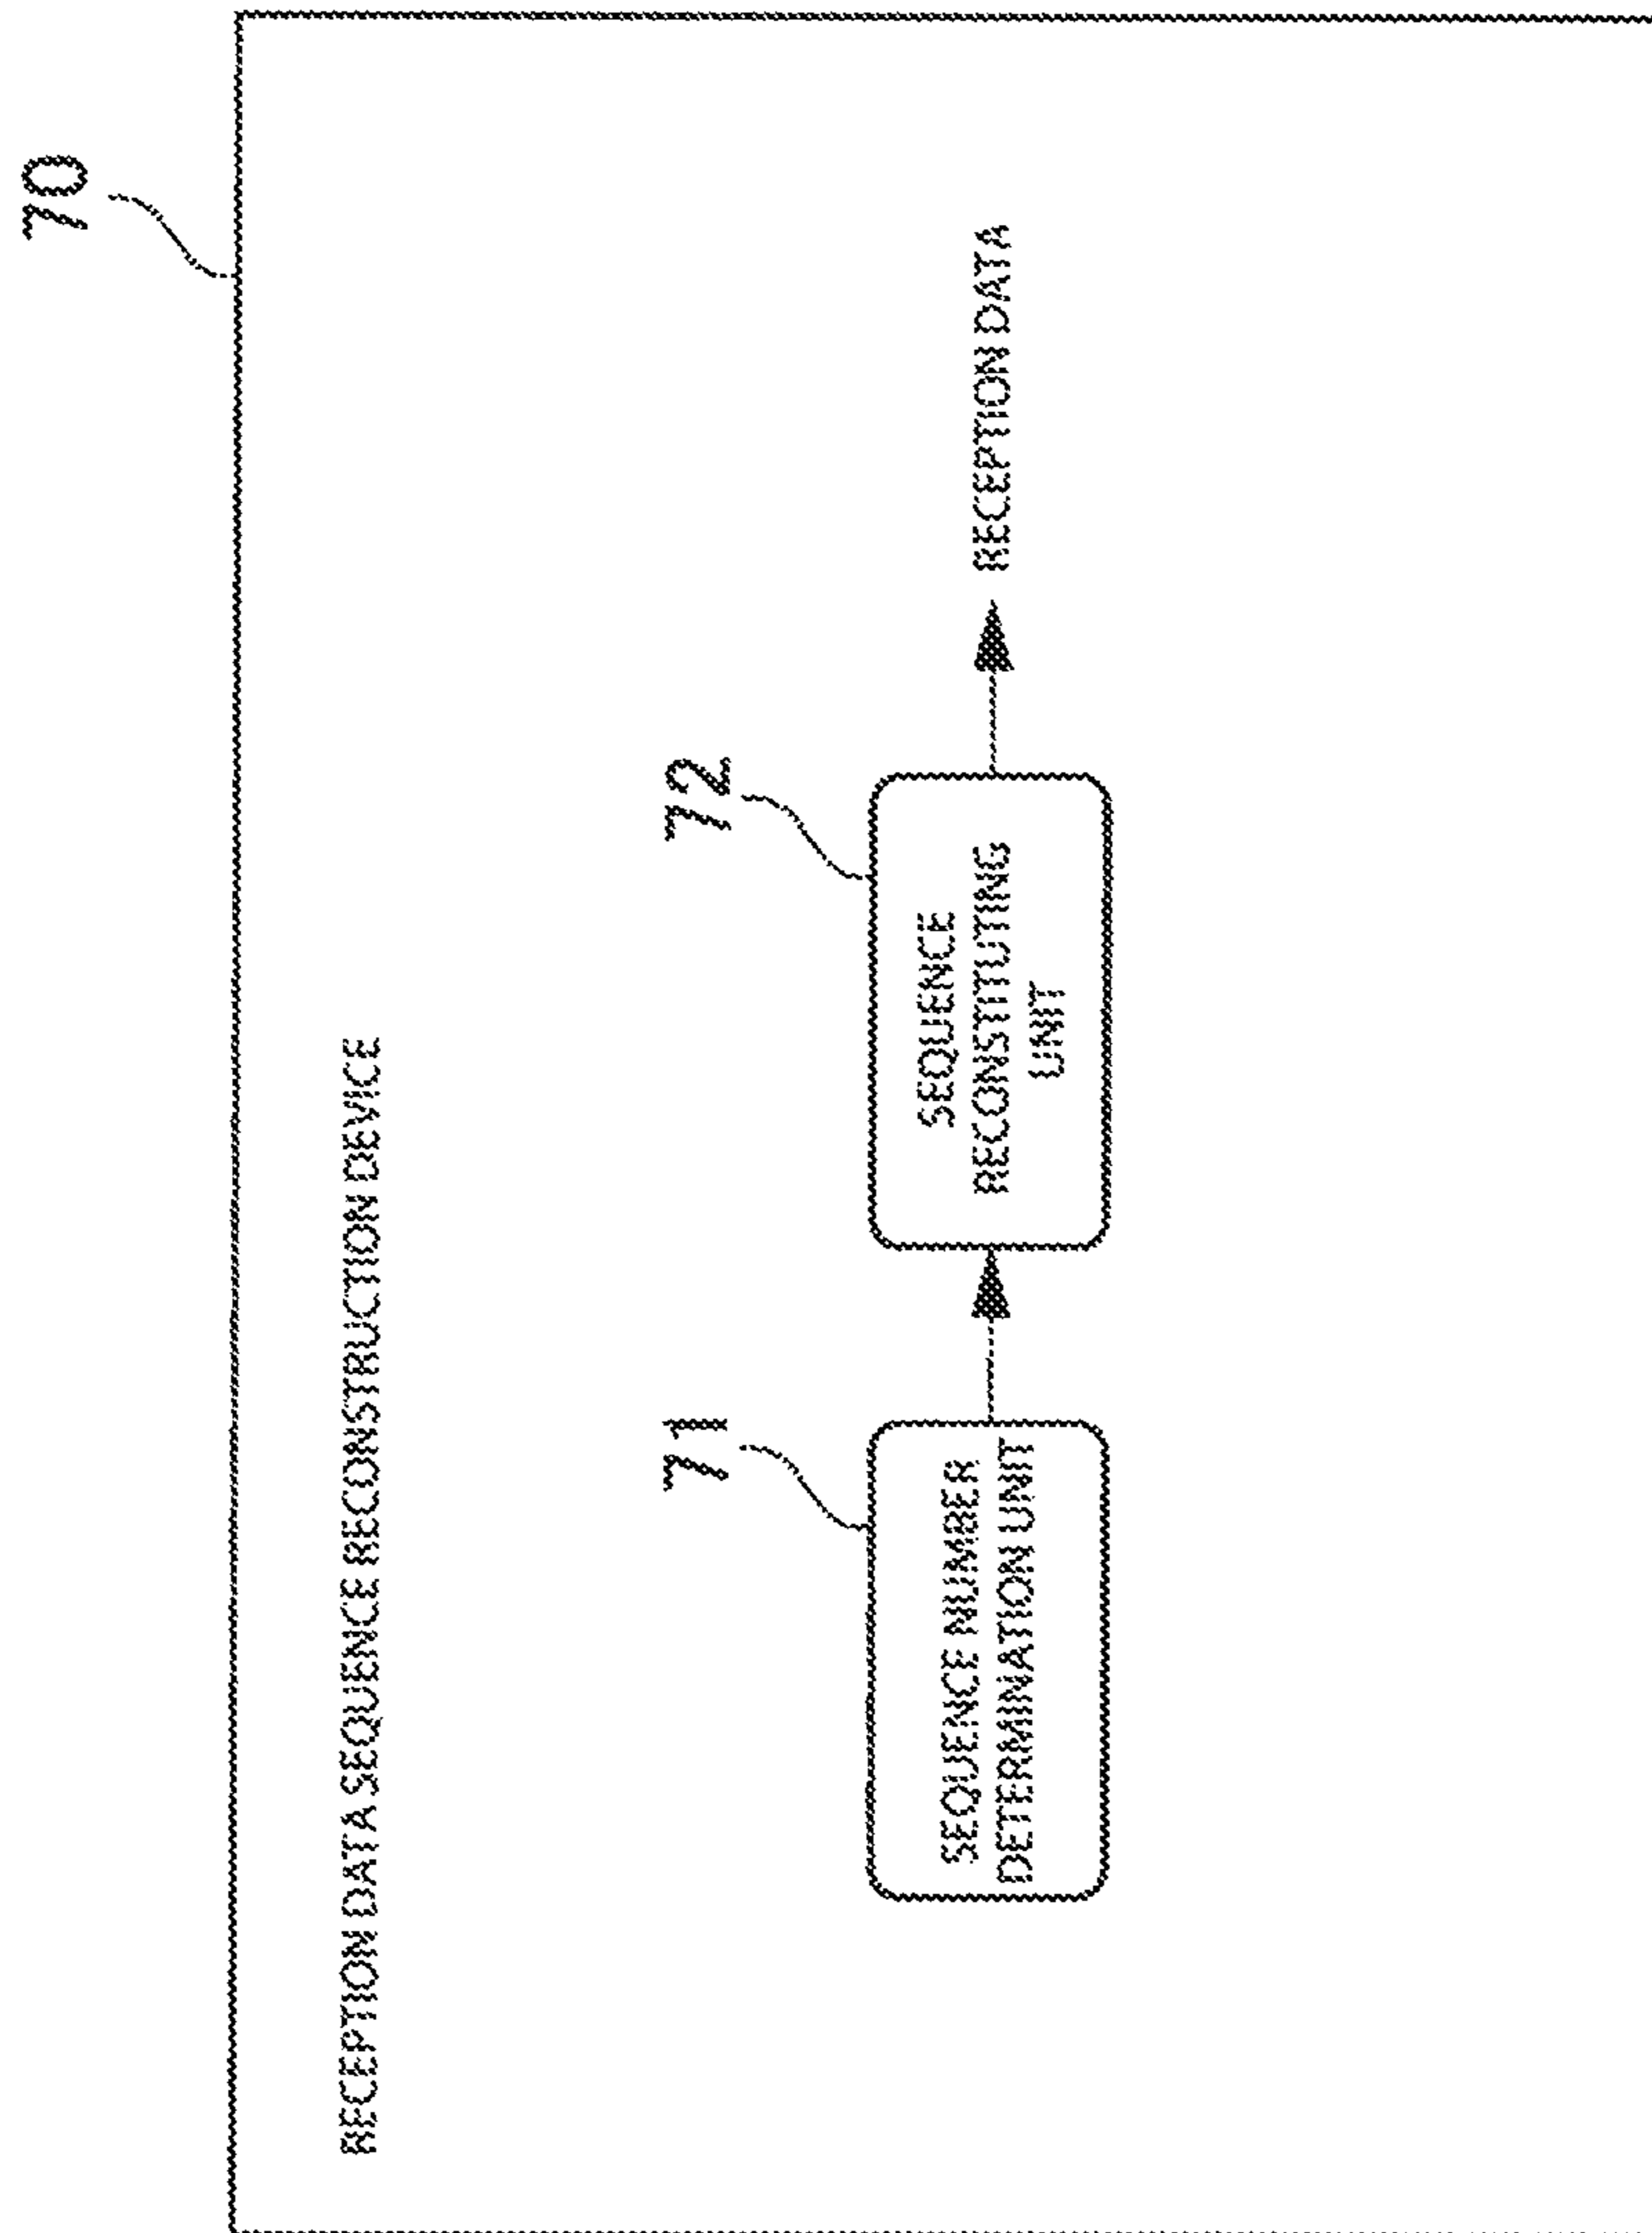 70
RECEPTION DATA SEQUENCE RECONSTRUCTION DEVICE
71
SEQUENCE NUMBER
DETERMINATION UNIT
72
SEQUENCE
RECONSTITUTING
UNIT
RECEPTION DATA